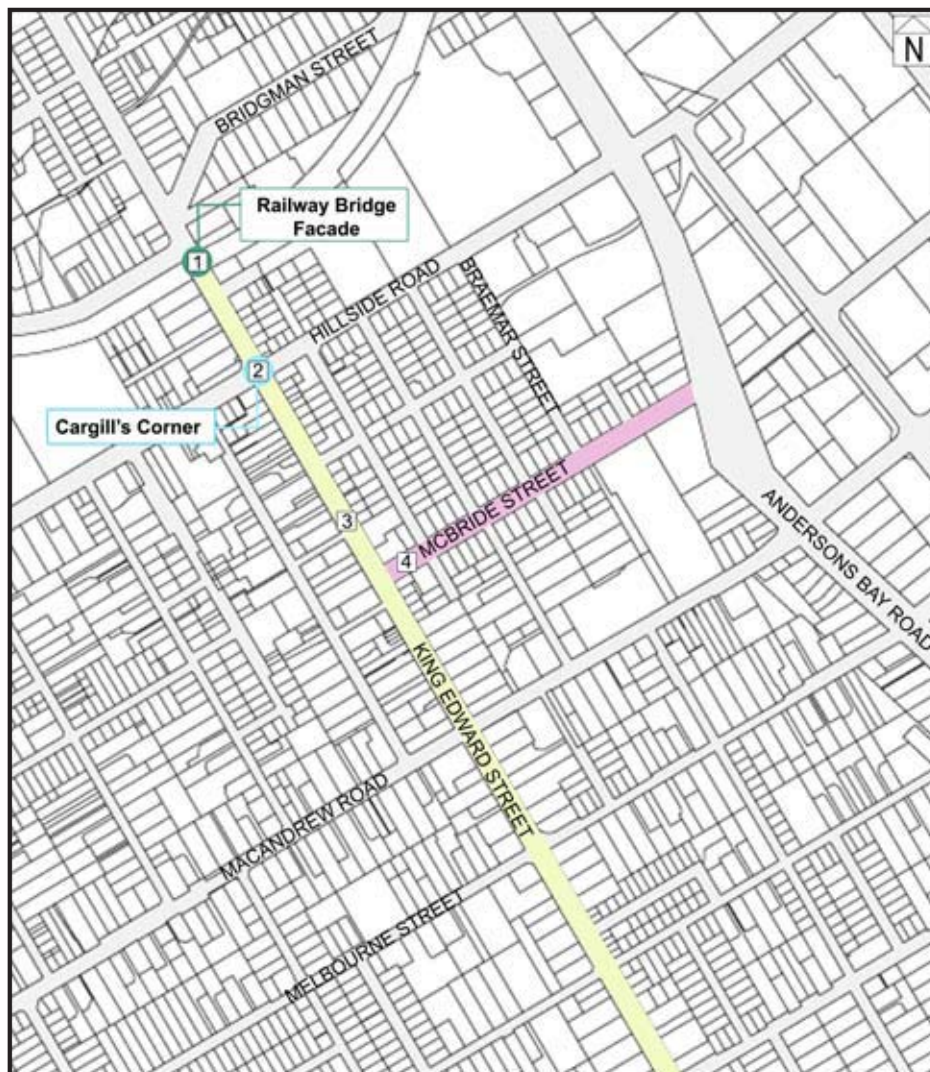 N
BRIDGMAN STREET
Railway Bridge
Facade
1
HILLSIDE ROAD
BRAEMAR STREET
2
Cargill's Corner
3
4
MCBRIDE STREET
ANDERSONS BAY ROAD
KING EDWARD STREET
MACANDREW ROAD
MELBOURNE STREET